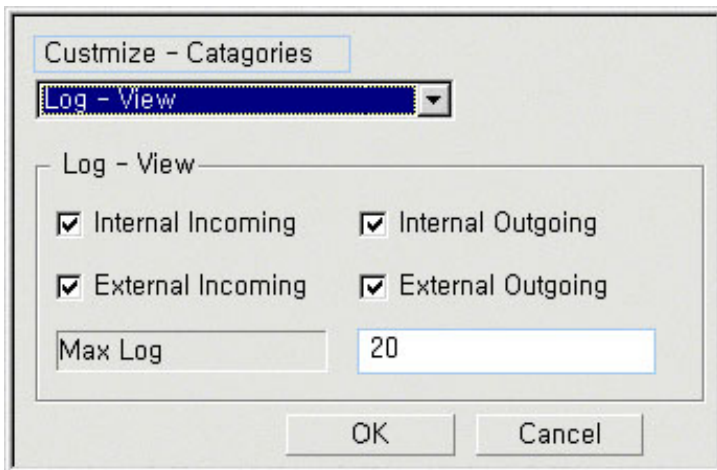 Custmize - Catagories
Log - View
Log - View
Internal Incoming Internal Outgoing
External Incoming External Outgoing
Max Log 20
OK Cancel